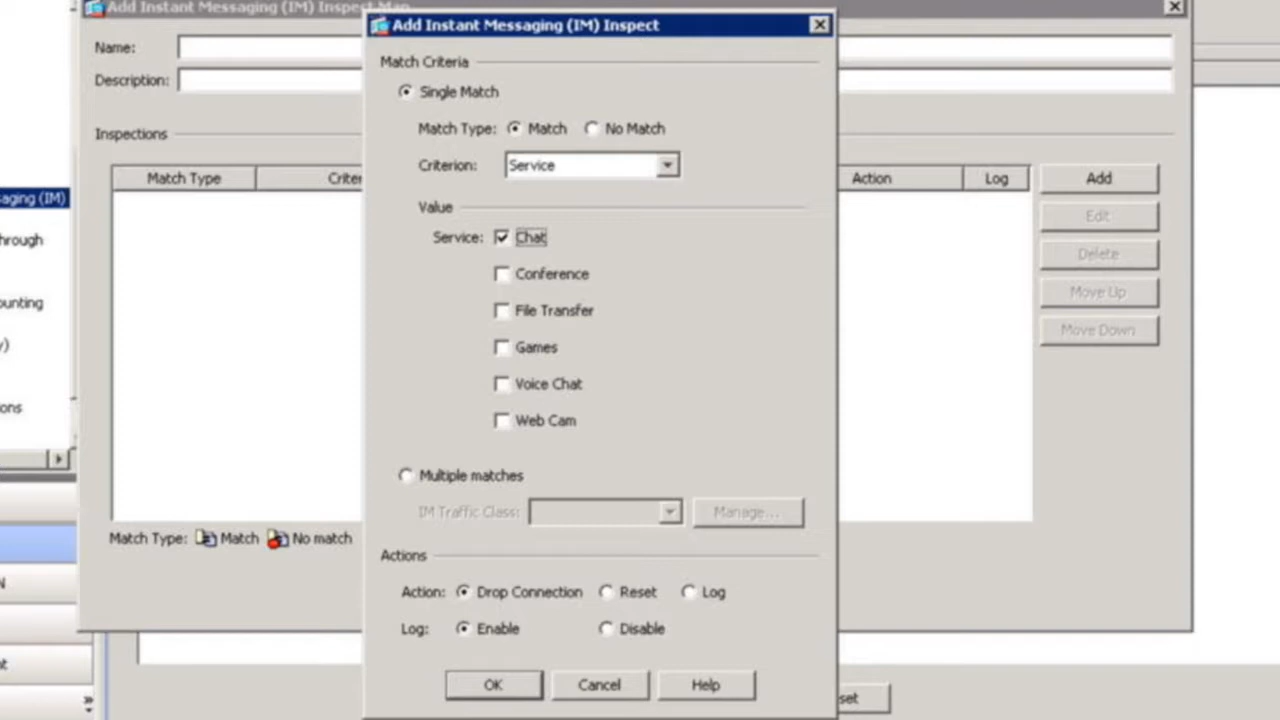 Add Instant Messaging (IM) Inspect Map
Add Instant Messaging (IM) Inspect
Name:
Description:
Match Criteria
Single Match
Match Type: Match No Match
Criterion: Service
Inspections
Match Type Criter Action Log
Add
Edit
Delete
Move Up
Move Down
Value
Service: Chat
Conference
File Transfer
Games
Voice Chat
Web Cam
Multiple matches
IM Traffic Class: Manage...
Match Type: Match No match
Actions
Action: Drop Connection Reset Log
Log: Enable Disable
OK Cancel Help
aging (IM)
hrough
ounting
y)
ons
N
t
set